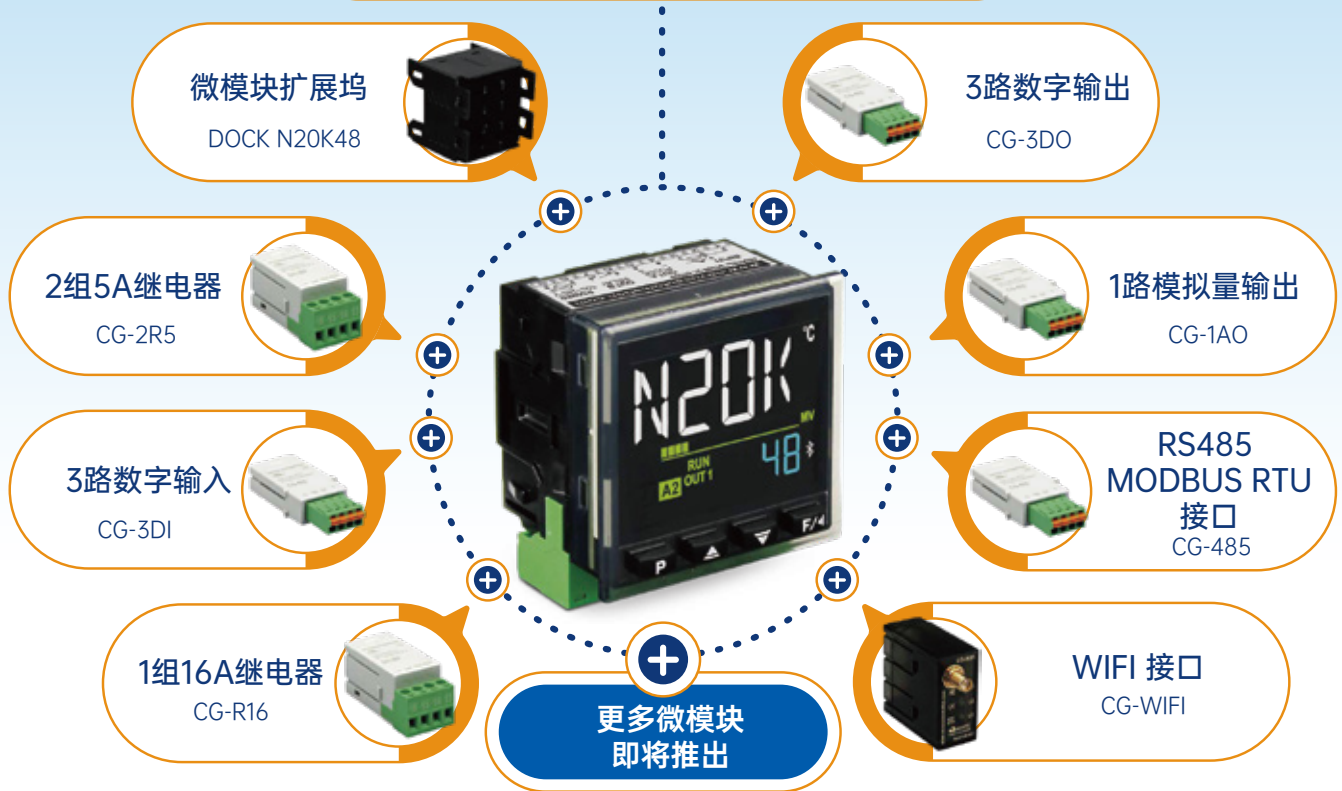 微模块扩展坞
DOCK N20K48
3路数字输出
CG-3DO
2组5A继电器
CG-2R5
1路模拟量输出
CG-1AO
N20K
℃
MV
RUN
OUT 1
A2
48
P
F/
3路数字输入
CG-3DI
RS485
MODBUS RTU
接口
CG-485
1组16A继电器
CG-R16
WIFI 接口
CG-WIFI
更多微模块
即将推出